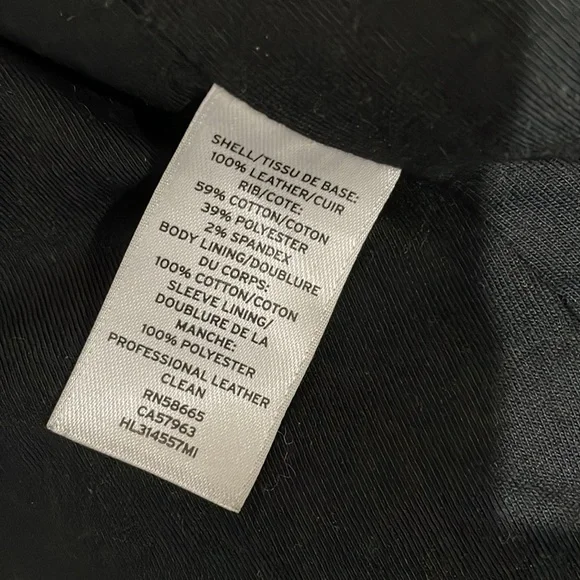 SHELL/TISSU DE BASE:
100% LEATHER/CUIR
RIB/COTE:
59% COTTON/COTON
39% POLYESTER
2% SPANDEX
BODY LINING/DOUBLURE
DU CORPS:
100% COTTON/COTON
SLEEVE LINING/
DOUBLURE DE LA
MANCHE:
100% POLYESTER
PROFESSIONAL LEATHER
CLEAN
RN58665
CA57963
HL314557MI